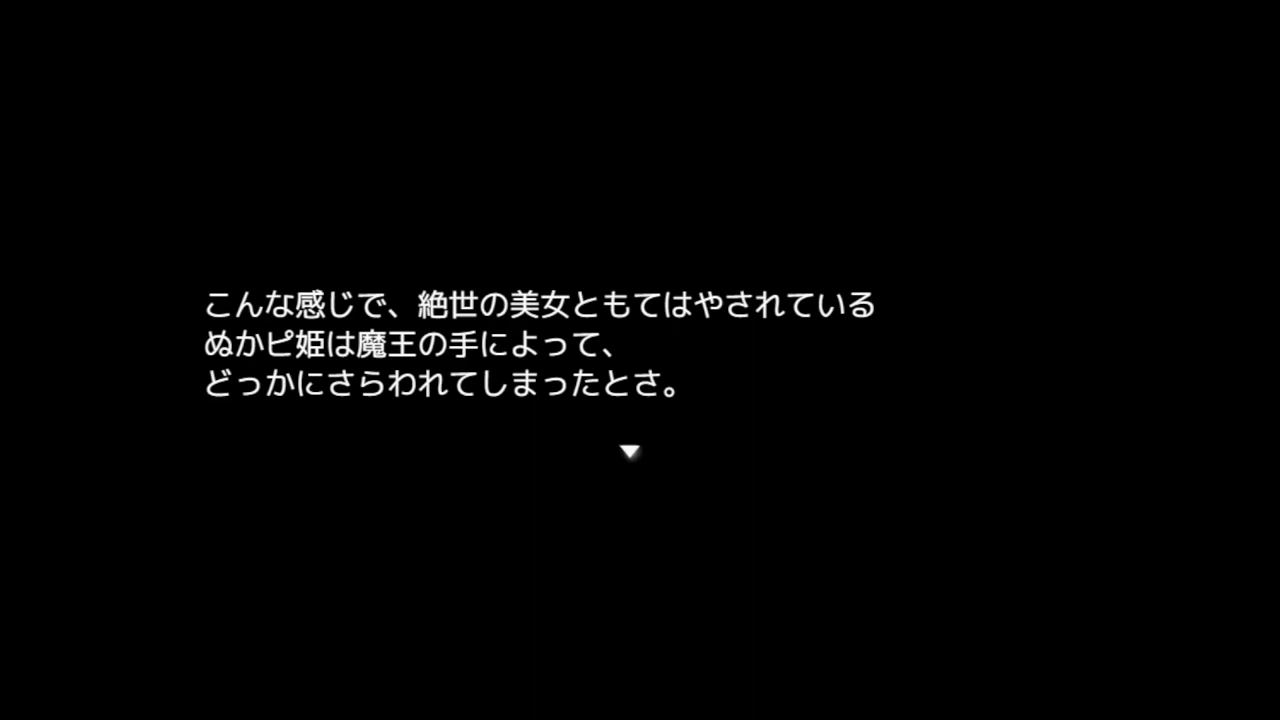 こんな感じで、絶世の美女ともてはやされている
ぬかピ姫は魔王の手によって、
どっかにさらわれてしまったとさ。